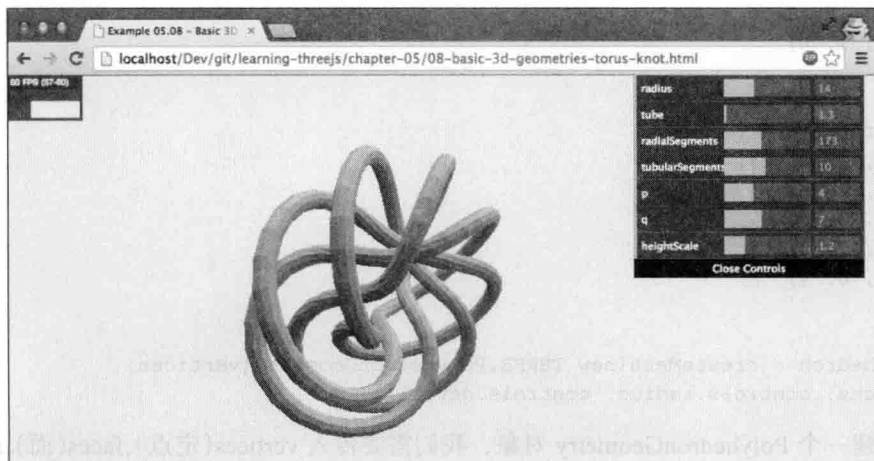 Example 05.08 - Basic 3D
localhost/Dev/git/learning-threejs/chapter-05/08-basic-3d-geometries-torus-knot.html
60 FPS (57-60)
radius 14
tube 1.3
radialSegments 173
tubularSegments 10
p 4
q 7
heightScale 1.2
Close Controls